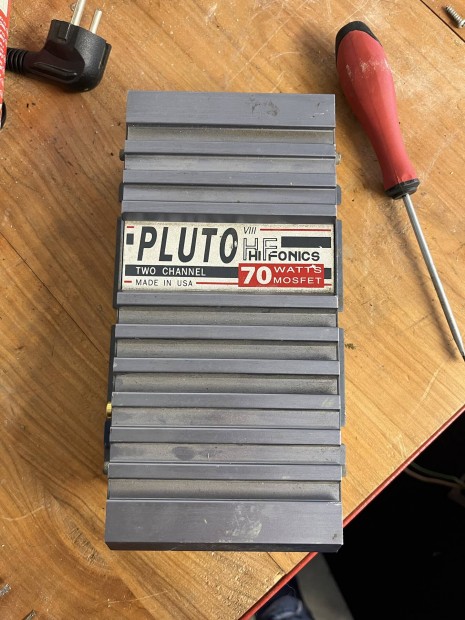 PLUTO VIII HF HIFONICS
TWO CHANNEL 70 WATTS
MADE IN USA MOSFET